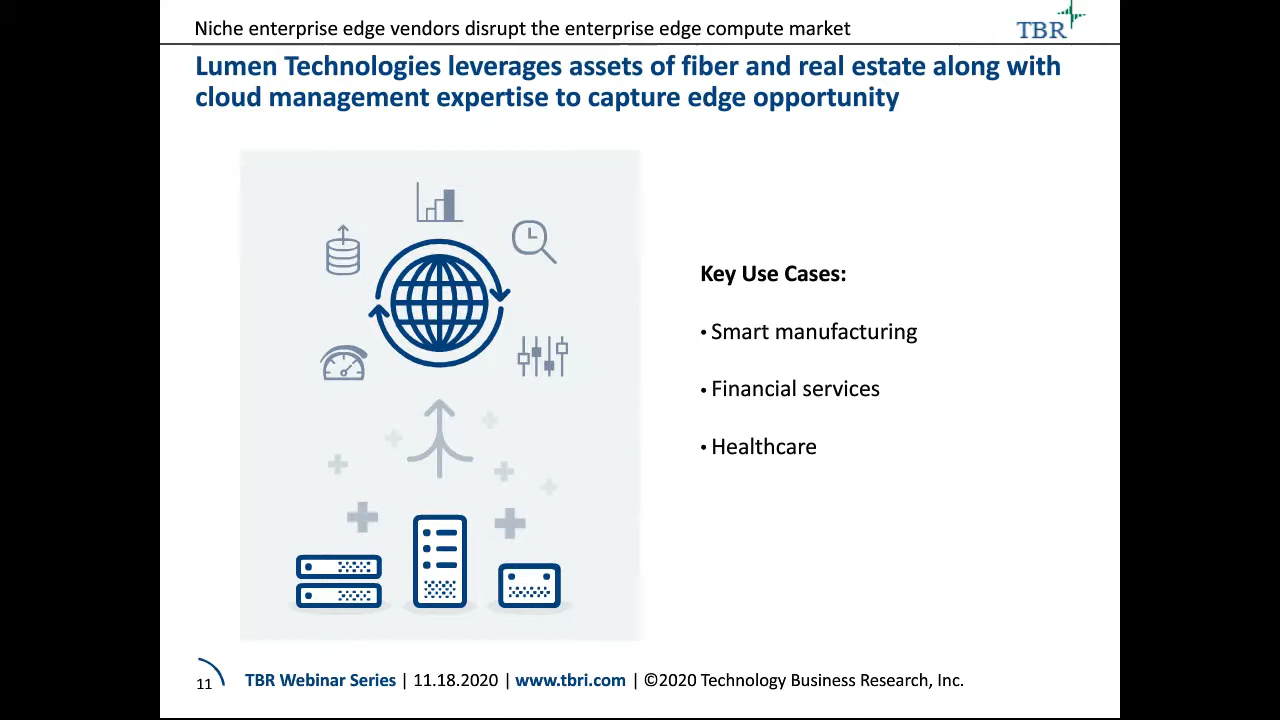 Niche enterprise edge vendors disrupt the enterprise edge compute market
TBR
Lumen Technologies leverages assets of fiber and real estate along with
cloud management expertise to capture edge opportunity
Key Use Cases:
• Smart manufacturing
• Financial services
• Healthcare
11
TBR Webinar Series | 11.18.2020 | www.tbri.com | ©2020 Technology Business Research, Inc.